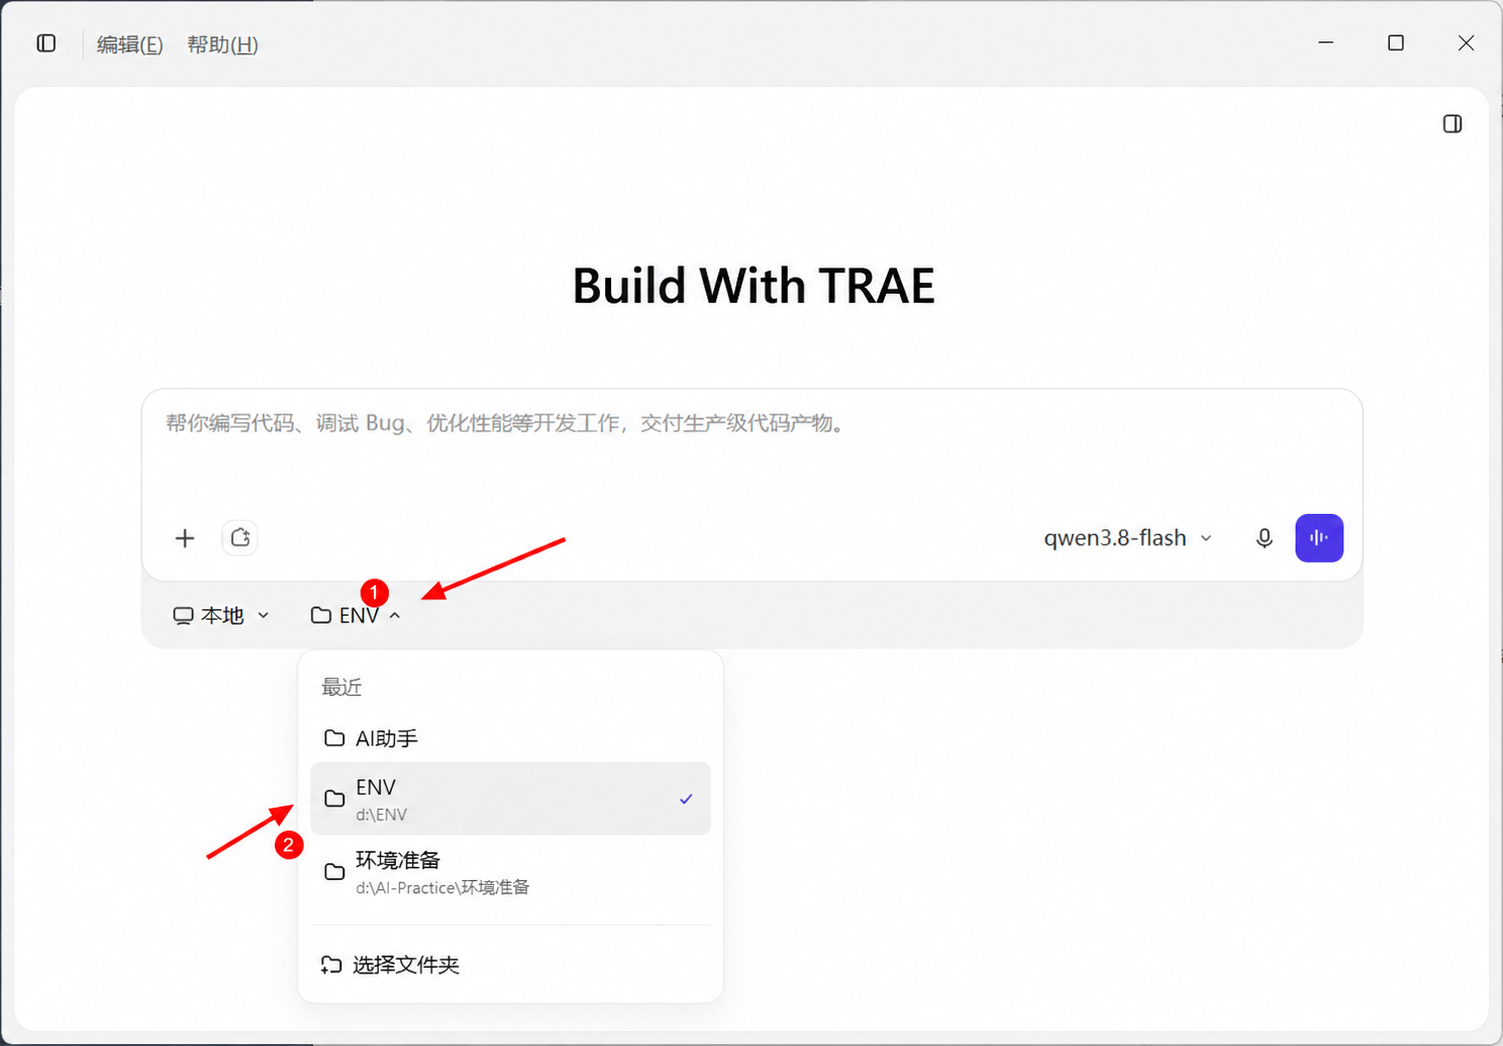 编辑(E) 帮助(H)
Build With TRAE
帮你编写代码、调试 Bug、优化性能等开发工作，交付生产级代码产物。
qwen3.8-flash
1
本地 ENV
最近
AI助手
ENV
d:\ENV
2
环境准备
d:\AI-Practice\环境准备
选择文件夹